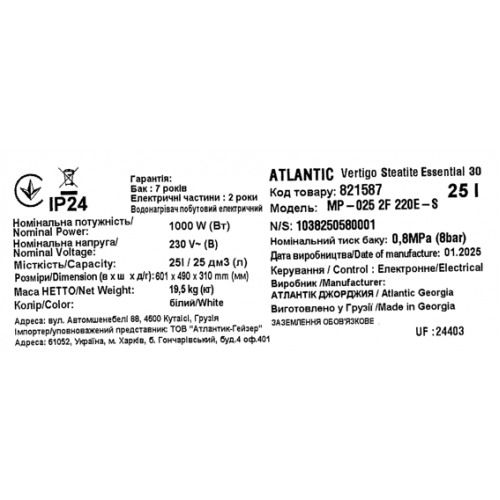 IP24
Гарантія:
Бак : 7 років
Електричні частини : 2 роки
Водонагрівач побутовий електричний
Номінальна потужність/
Nominal Power:
1000 W (Вт)
Номінальна напруга/
Nominal Voltage:
230 V~ (В)
Місткість/Capacity:
25l / 25 дм3 (л)
Розміри/Dimension (в х ш х д/г): 601 x 490 x 310 mm (мм)
Маса НЕТТО/Net Weight:
19,5 kg (кг)
Колір/Color:
білий/White
Адреса: вул. Автомшенебелі 88, 4600 Кутаїсі, Грузія
Імпортер/уповноважений представник: ТОВ "Атлантик-Гейзер"
Адреса: 61052, Україна, м. Харків, б. Гончарівський, буд.4 оф.401
ATLANTIC Vertigo Steatite Essential 30
Код товару: 821587
25 l
Модель: MP-025 2F 220E-S
N/S: 1038250580001
Номінальний тиск баку: 0,8MPa (8bar)
Дата виробництва/Date of manufacture: 01.2025
Керування / Control : Електронне/Electrical
Виробник /Manufacturer:
АТЛАНТІК ДЖОРДЖИЯ / Atlantic Georgia
Виготовлено у Грузії /Made in Georgia
ЗАЗЕМЛЕННЯ ОБОВ'ЯЗКОВЕ
UF :24403